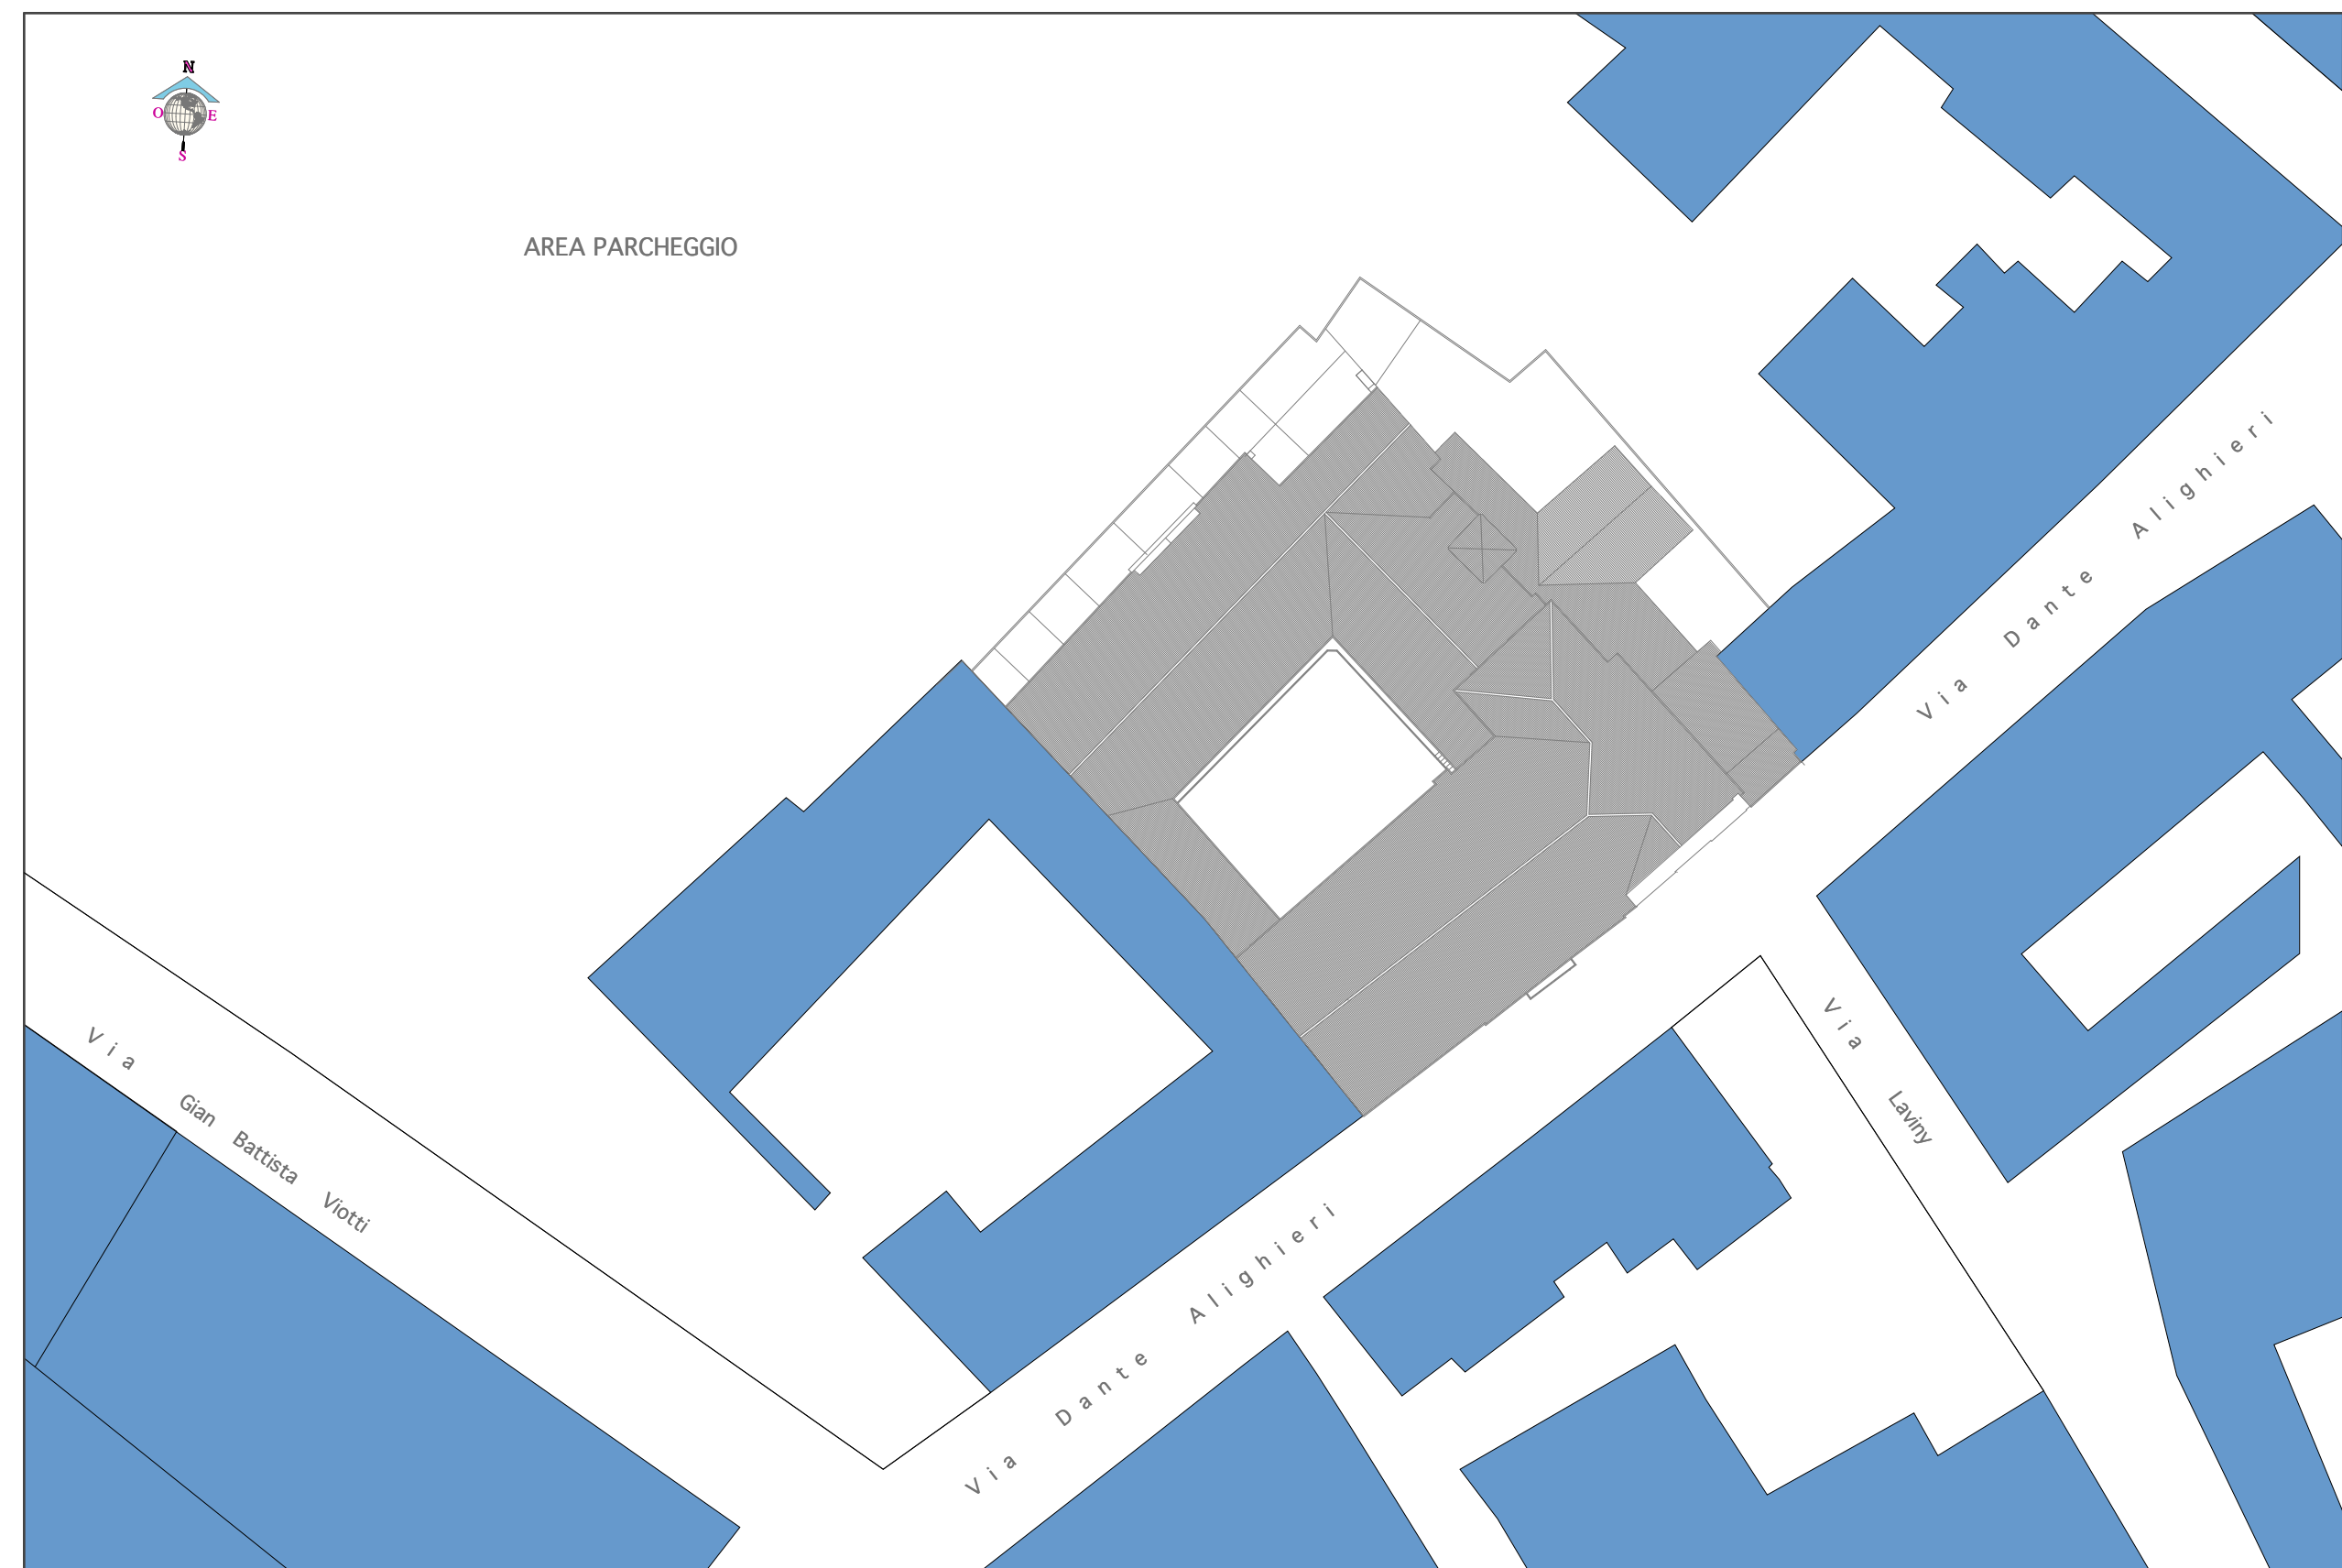 N
O E
S
AREA PARCHEGGIO
Via Dante Alighieri
Via Gian Battista Viotti
Via Laviny
Via Dante Alighieri